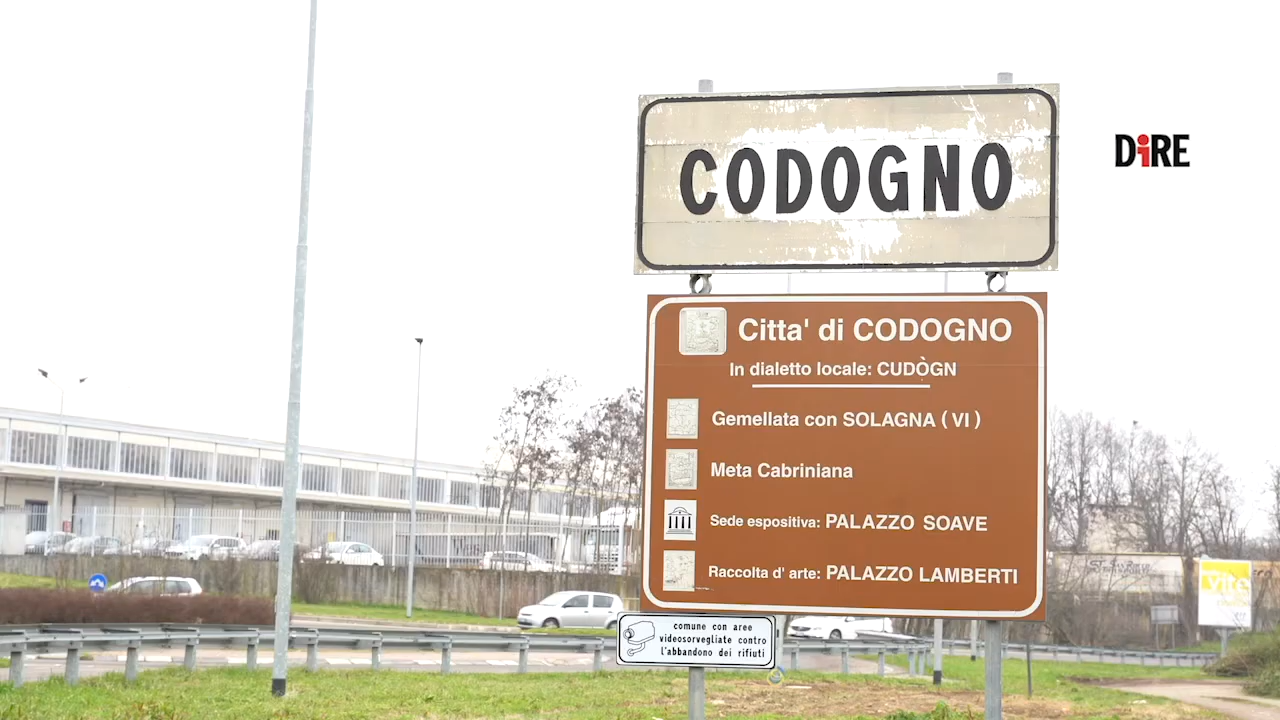 CODOGNO
DiRE
Citta' di CODOGNO
In dialetto locale: CUDÒGN
Gemellata con SOLAGNA ( VI )
Meta Cabriniana
Sede espositiva: PALAZZO SOAVE
Raccolta d' arte: PALAZZO LAMBERTI
comune con aree
videosorvegliate contro
l'abbandono dei rifiuti